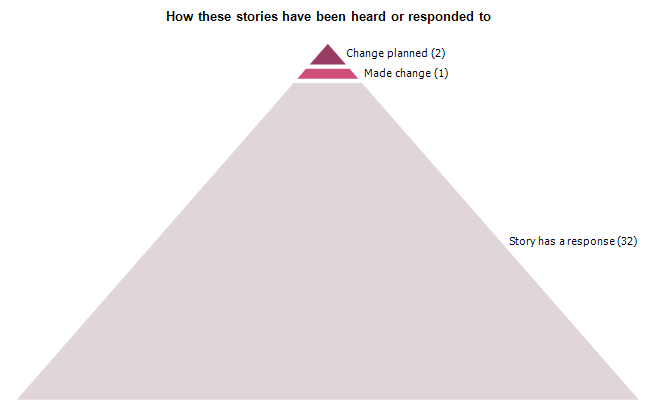 How these stories have been heard or responded to
Change planned (2)
Made change (1)
Story has a response (32)